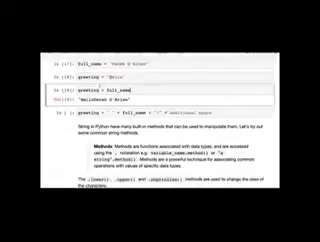 In [17]: full_name = "Derek O'Brien"
In [18]: greeting = "Hello"
In [19]: greeting + full_name
Out[19]: "HelloDerek O'Brien"
In [ ]: greeting + " " + full_name + "!" # additional space
String in Python have many built-in methods that can be used to manipulate them. Let's try out
some common string methods.
Methods: Methods are functions associated with data types, and are accessed
using the . notation e.g. variable_name.method() or "a
string".method(). Methods are a powerful technique for associating common
operations with values of specific data types.
The .lower(), .upper() and .capitalize() methods are used to change the case of
the characters.